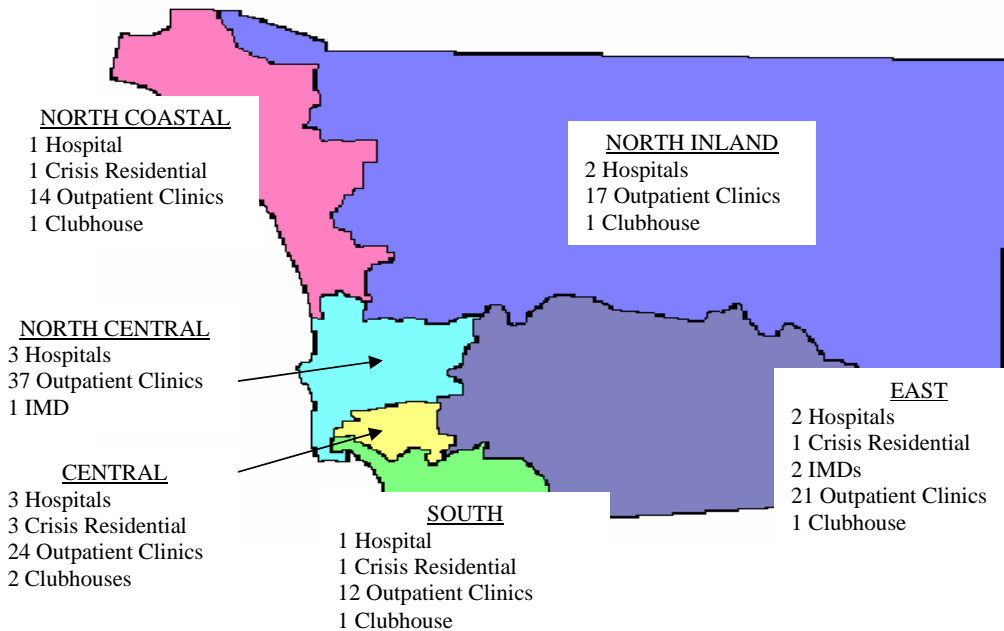 NORTH COASTAL
1 Hospital
1 Crisis Residential
14 Outpatient Clinics
1 Clubhouse
NORTH INLAND
2 Hospitals
17 Outpatient Clinics
1 Clubhouse
NORTH CENTRAL
3 Hospitals
37 Outpatient Clinics
1 IMD
EAST
2 Hospitals
1 Crisis Residential
2 IMDs
21 Outpatient Clinics
1 Clubhouse
CENTRAL
3 Hospitals
3 Crisis Residential
24 Outpatient Clinics
2 Clubhouses
SOUTH
1 Hospital
1 Crisis Residential
12 Outpatient Clinics
1 Clubhouse